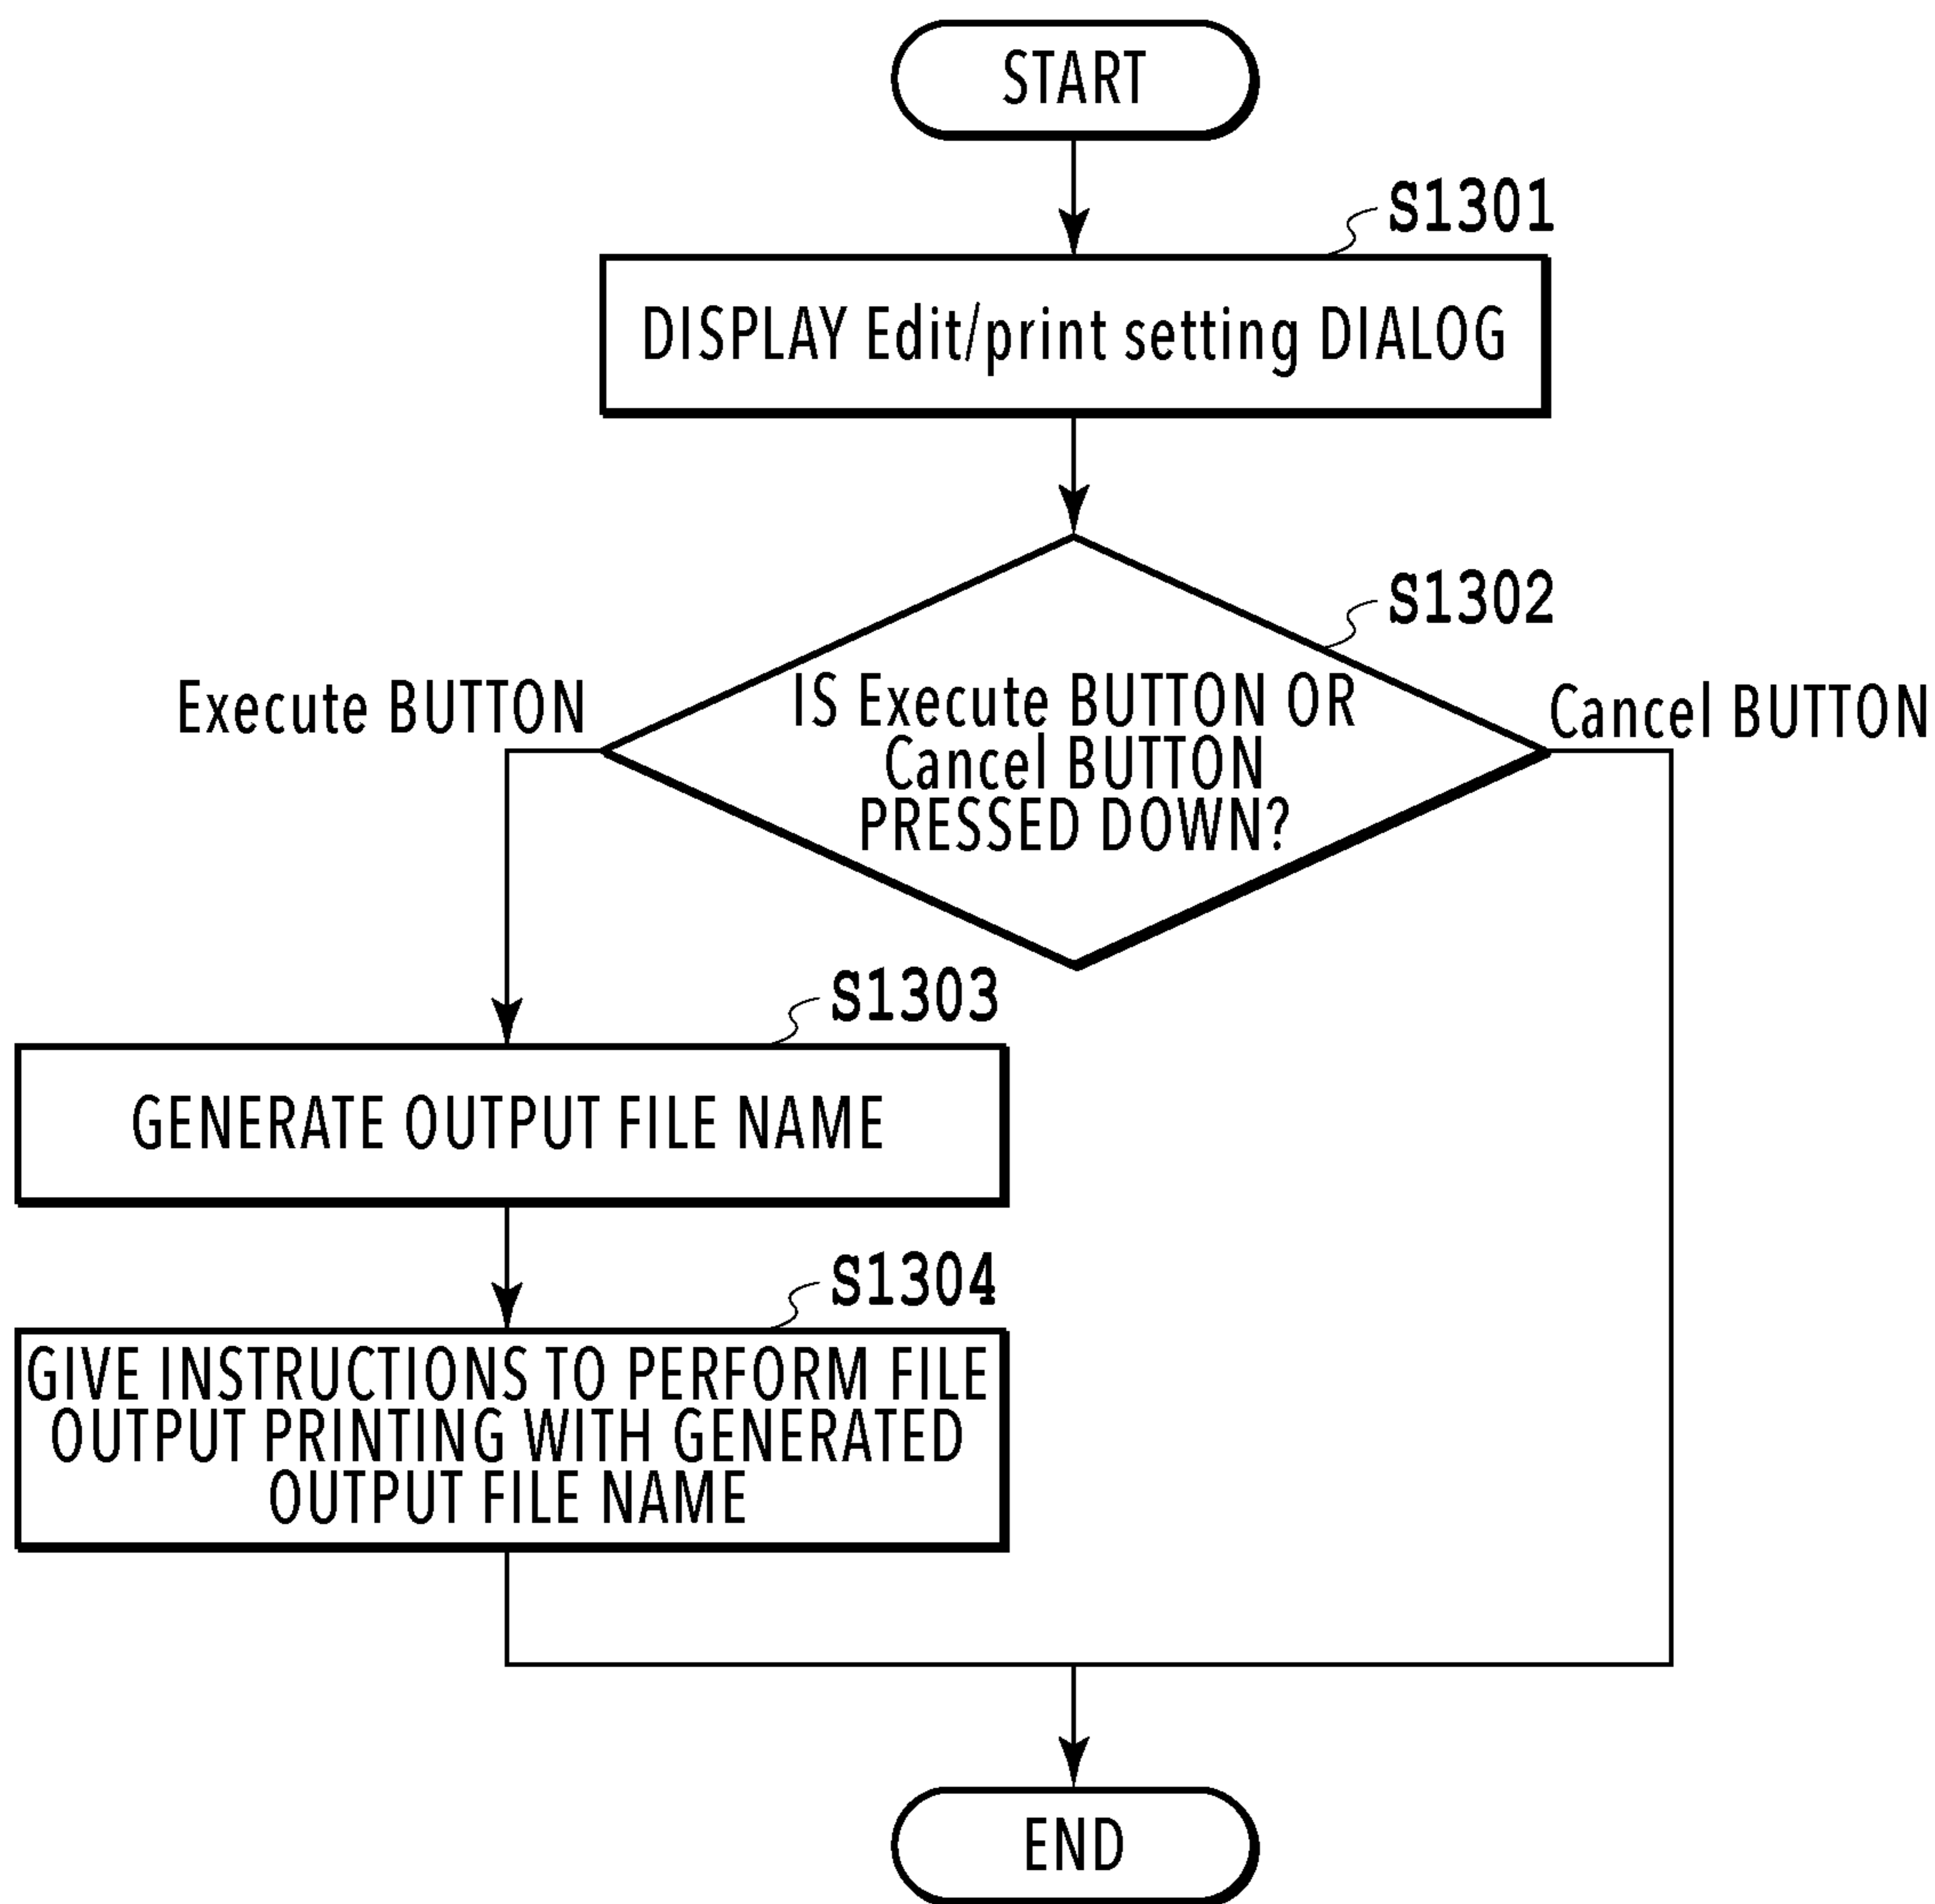 START
S1301
DISPLAY Edit/print setting DIALOG
S1302
Execute BUTTON
IS Execute BUTTON OR
Cancel BUTTON
PRESSED DOWN?
Cancel BUTTON
S1303
GENERATE OUTPUT FILE NAME
S1304
GIVE INSTRUCTIONS TO PERFORM FILE
OUTPUT PRINTING WITH GENERATED
OUTPUT FILE NAME
END